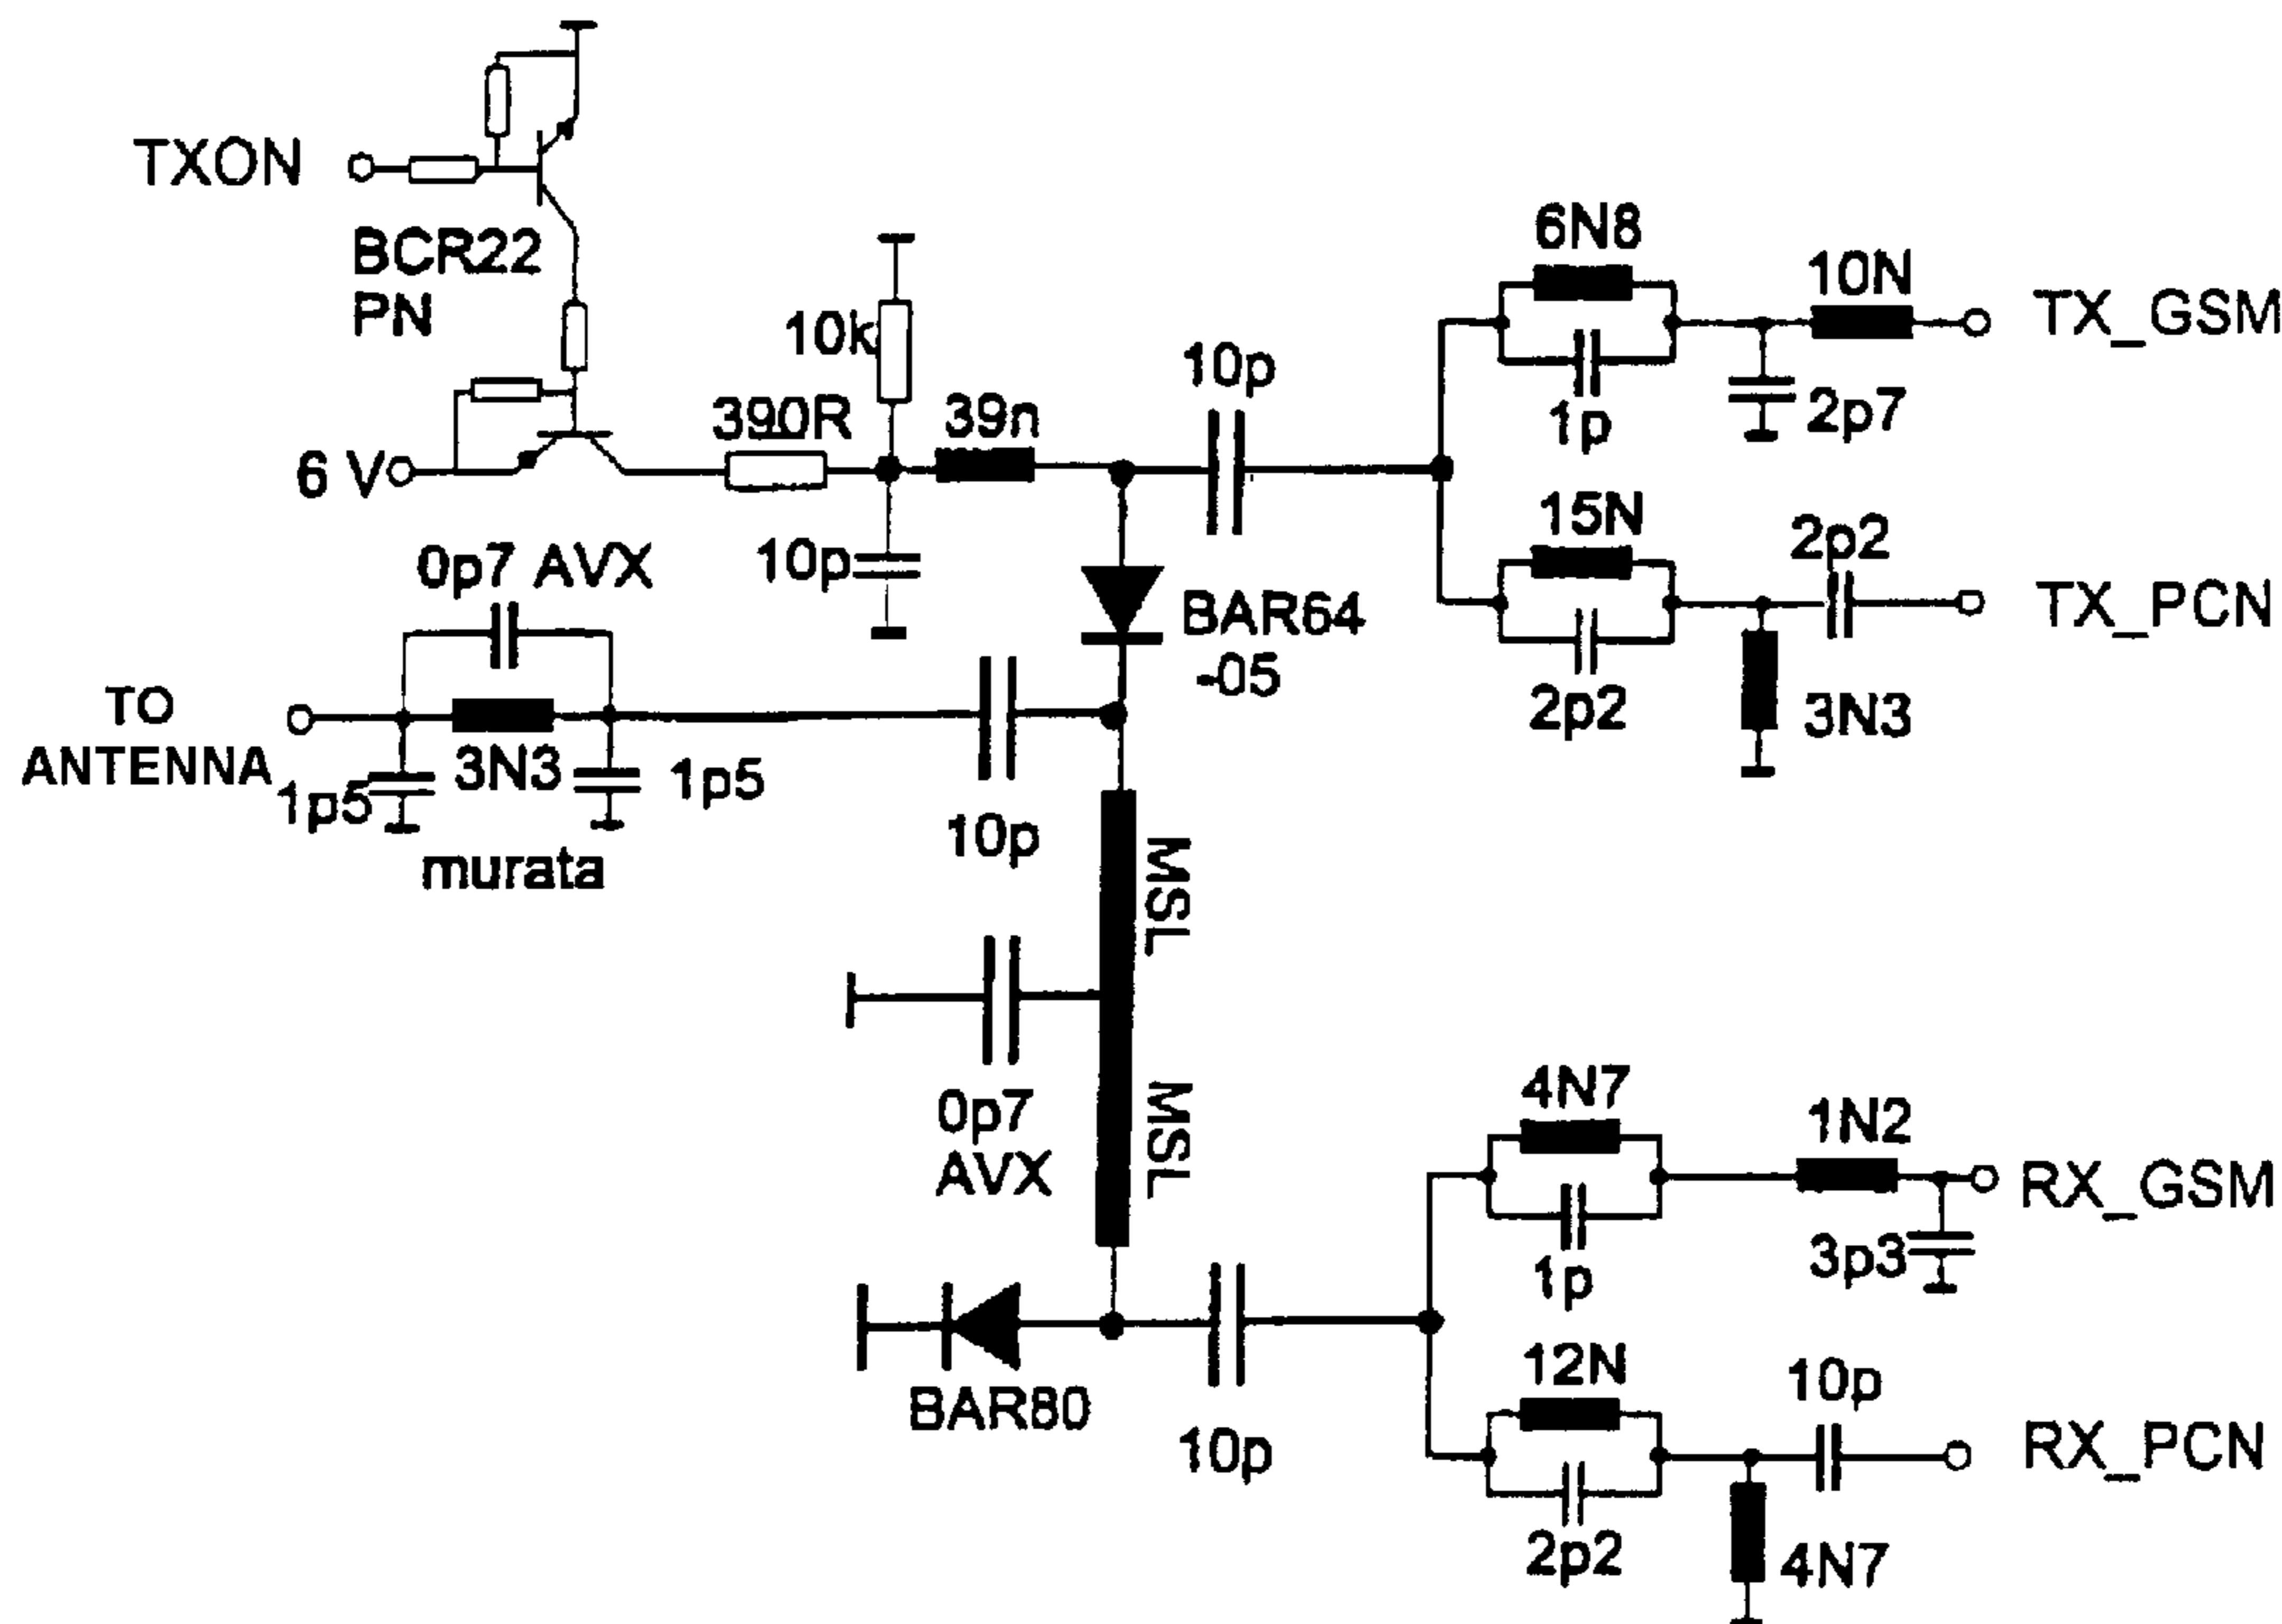 TXON
BCR22
PN
6 V
390R
10k
39n
10p
10p
6N8
1p
10N
2p7
TX_GSM
15N
2p2
2p2
3N3
TX_PCN
BAR64
-05
0p7 AVX
TO
ANTENNA
1p5
3N3
1p5
murata
10p
MSL
MSL
0p7
AVX
BAR80
10p
4N7
1p
1N2
3p3
RX_GSM
12N
2p2
10p
4N7
RX_PCN